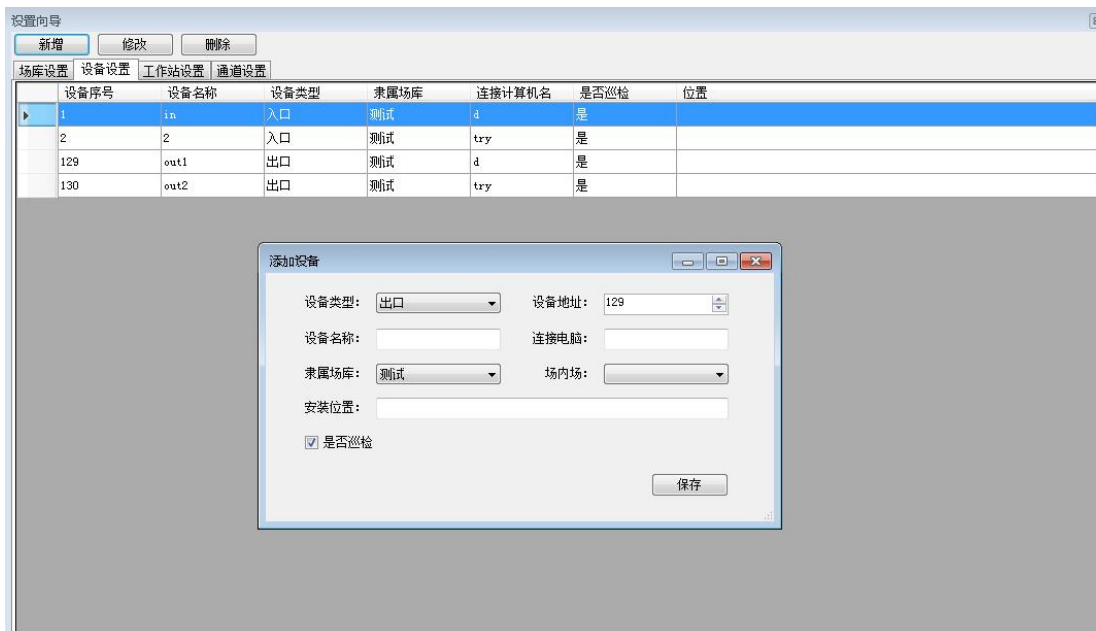 设置向导
新增 修改 删除
场库设置 设备设置 工作站设置 通道设置
设备序号 设备名称 设备类型 隶属场库 连接计算机名 是否巡检 位置
1 in 入口 测试 d 是
2 2 入口 测试 try 是
129 out1 出口 测试 d 是
130 out2 出口 测试 try 是
添加设备
设备类型: 出口 设备地址: 129
设备名称: 连接电脑:
隶属场库: 测试 场内场:
安装位置:
是否巡检
保存